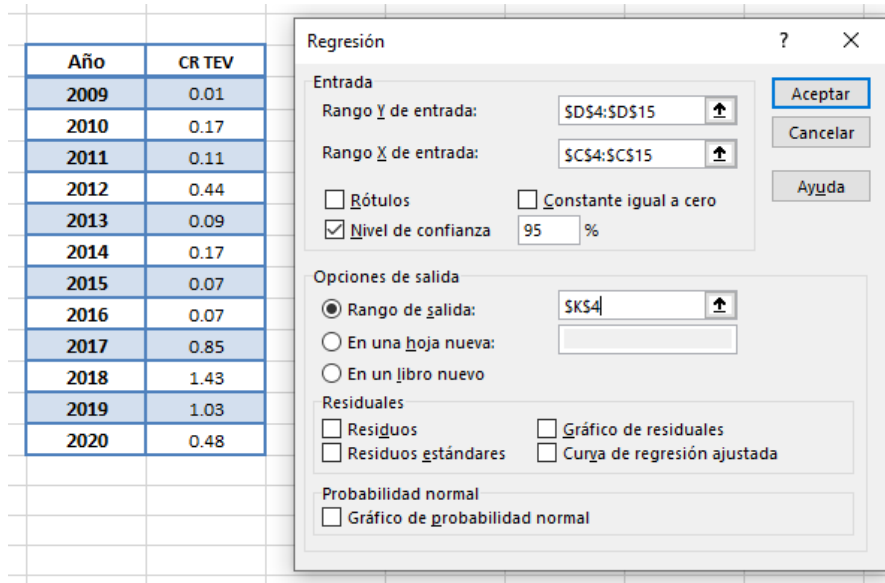 Año CR TEV
2009 0.01
2010 0.17
2011 0.11
2012 0.44
2013 0.09
2014 0.17
2015 0.07
2016 0.07
2017 0.85
2018 1.43
2019 1.03
2020 0.48
Regresión ?
Entrada
Rango Y de entrada: $D$4:$D$15
Rango X de entrada: $C$4:$C$15
Rótulos Constante igual a cero
Nivel de confianza 95 %
Aceptar
Cancelar
Ayuda
Opciones de salida
Rango de salida: $K$4
En una hoja nueva:
En un libro nuevo
Residuales
Residuos Gráfico de residuales
Residuos estándares Curva de regresión ajustada
Probabilidad normal
Gráfico de probabilidad normal